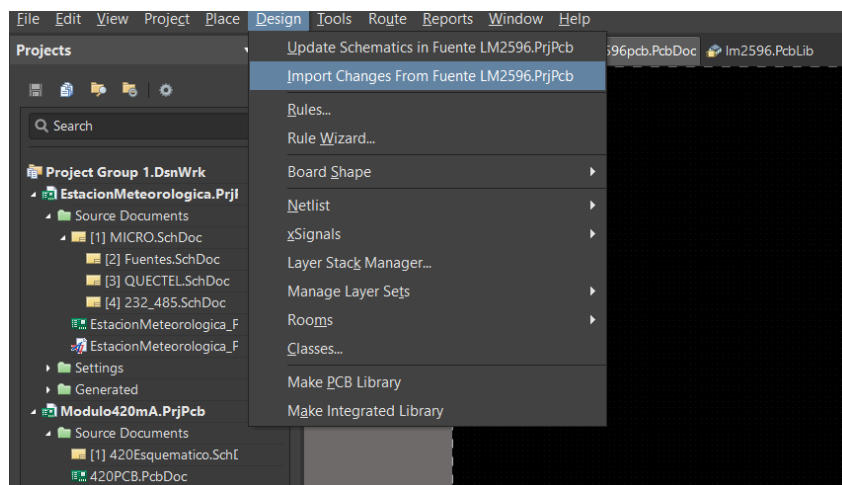 File Edit View Project Place Design Tools Route Reports Window Help
Projects
596pcb.PcbDoc lm2596.PcbLib
Search
Project Group 1.DsnWrk
EstacionMeteorologica.Prj
Source Documents
[1] MICRO.SchDoc
[2] Fuentes.SchDoc
[3] QUECTEL.SchDoc
[4] 232_485.SchDoc
EstacionMeteorologica_P
EstacionMeteorologica_P
Settings
Generated
Modulo420mA.PrjPcb
Source Documents
[1] 420Esquematico.Sch
420PCB.PcbDoc
Update Schematics in Fuente LM2596.PrjPcb
Import Changes From Fuente LM2596.PrjPcb
Rules...
Rule Wizard...
Board Shape
Netlist
xSignals
Layer Stack Manager...
Manage Layer Sets
Rooms
Classes...
Make PCB Library
Make Integrated Library